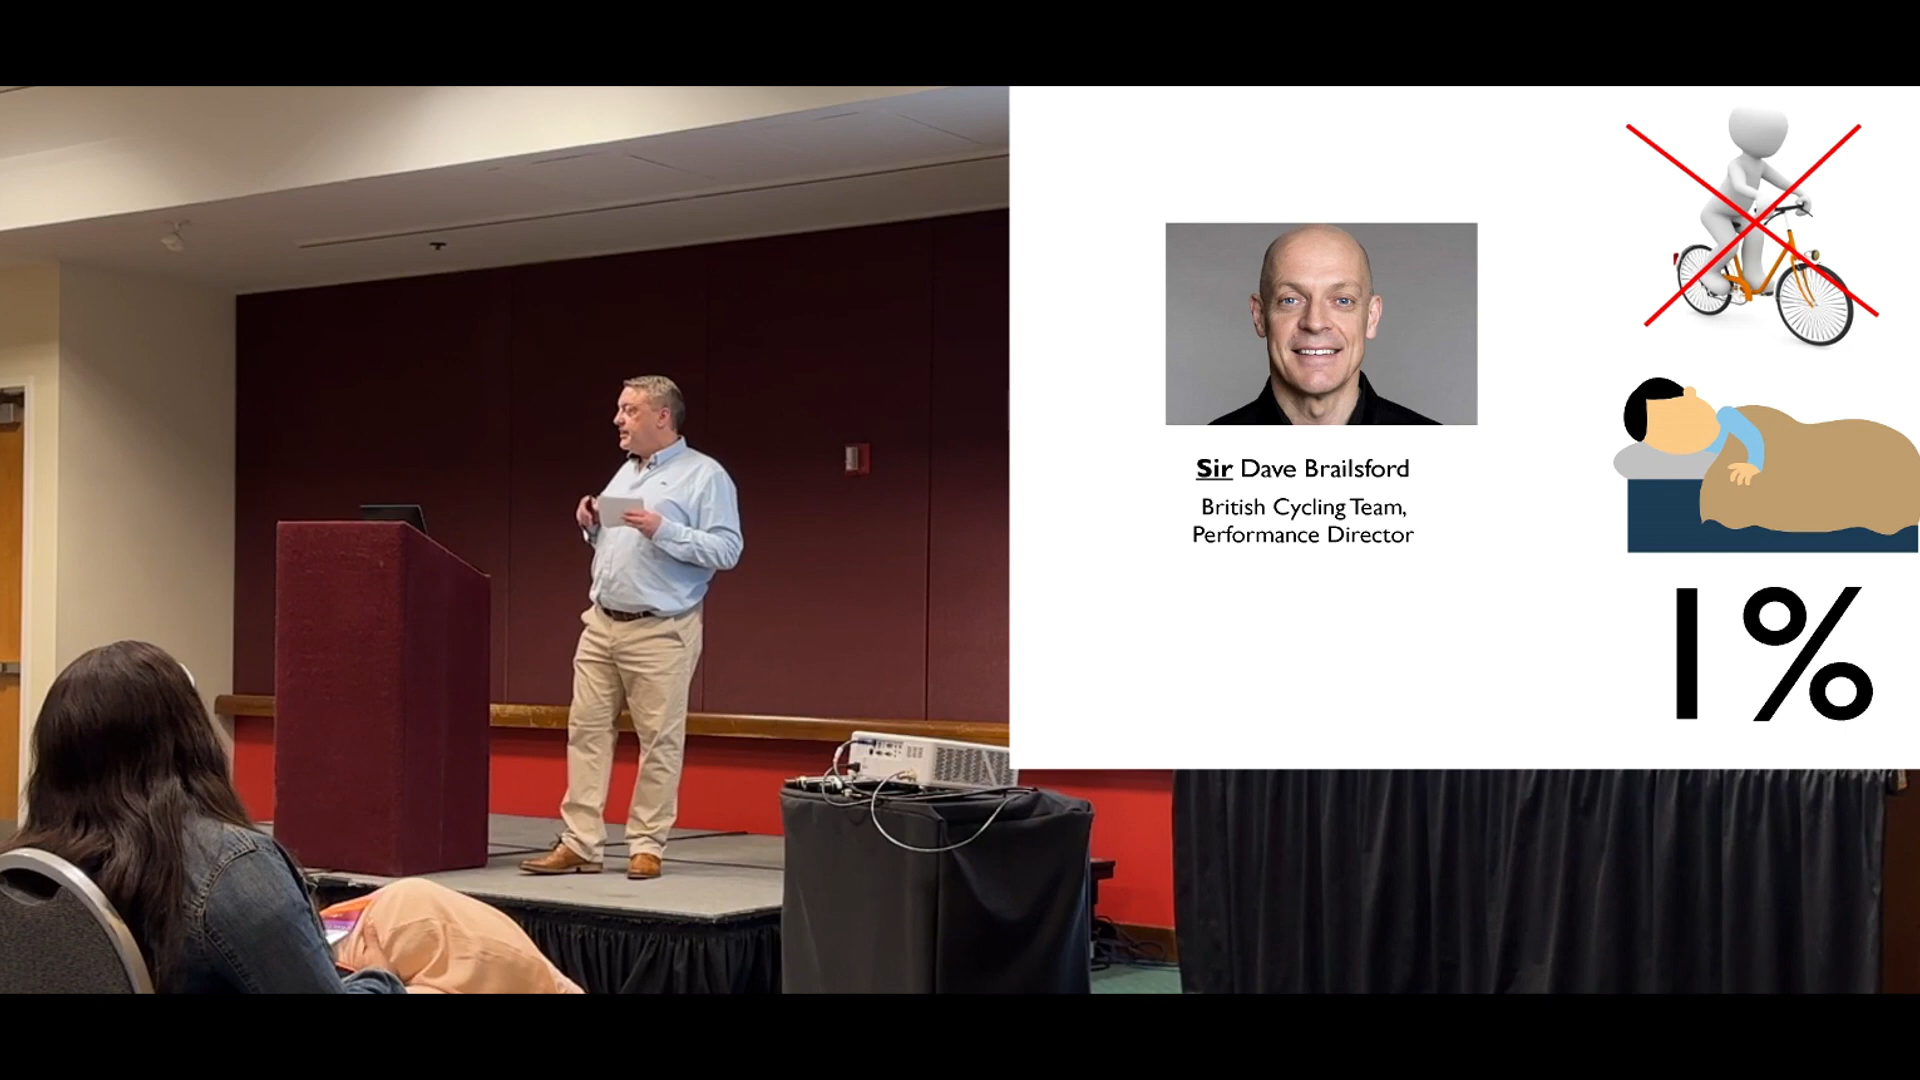 Sir Dave Brailsford
British Cycling Team,
Performance Director
1%